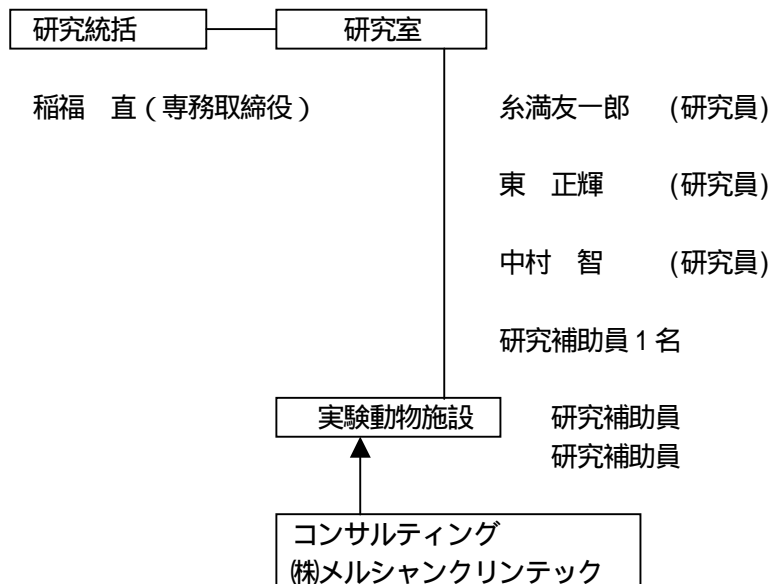 研究統括
研究室
稲福　直（専務取締役）
糸満友一郎　(研究員)
東　正輝　(研究員)
中村　智　(研究員)
研究補助員１名
実験動物施設
研究補助員
研究補助員
コンサルティング
㈱メルシャンクリンテック